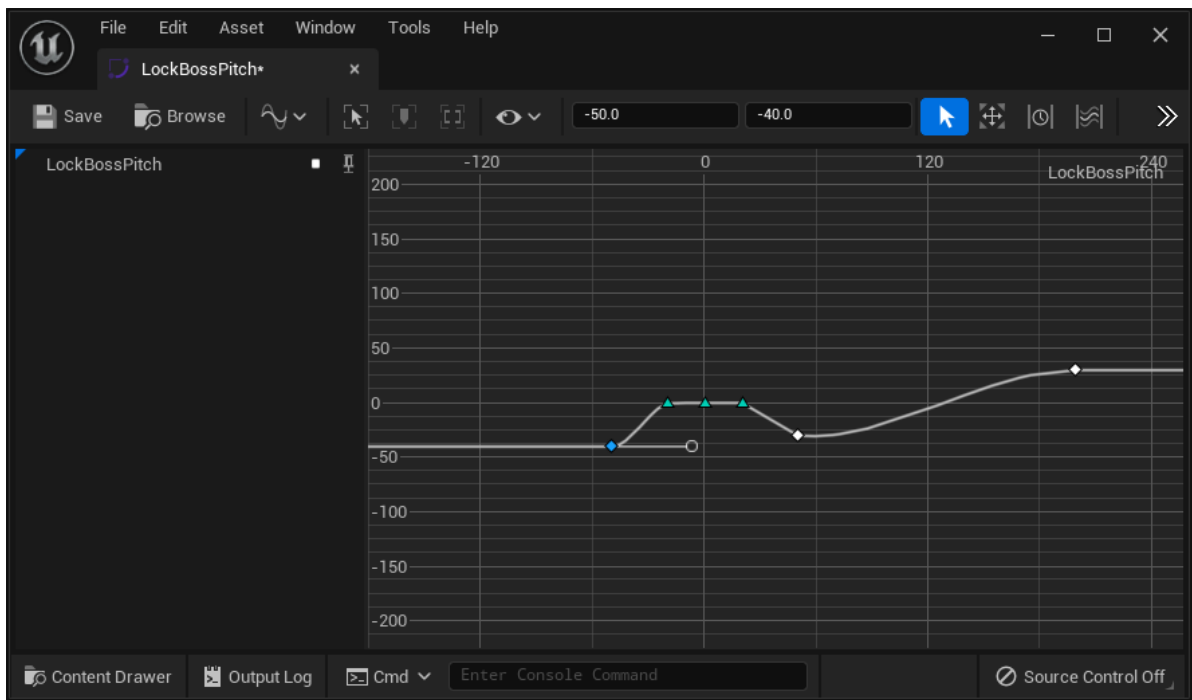 File Edit Asset Window Tools Help
LockBossPitch*
Save Browse -50.0 -40.0
LockBossPitch
-120 0 120 240
LockBossPitch
200
150
100
50
0
-50
-100
-150
-200
Content Drawer Output Log Cmd Enter Console Command Source Control Off